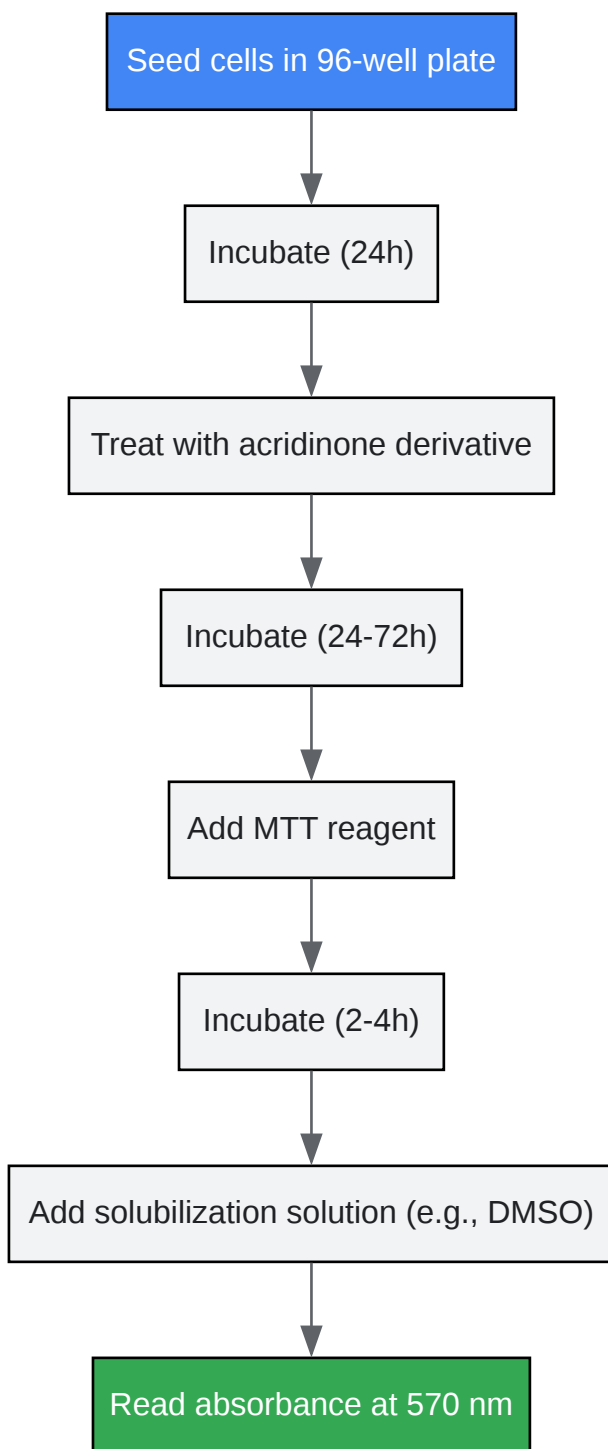 Seed cells in 96-well plate
Incubate (24h)
Treat with acridinone derivative
Incubate (24-72h)
Add MTT reagent
Incubate (2-4h)
Add solubilization solution (e.g., DMSO)
Read absorbance at 570 nm